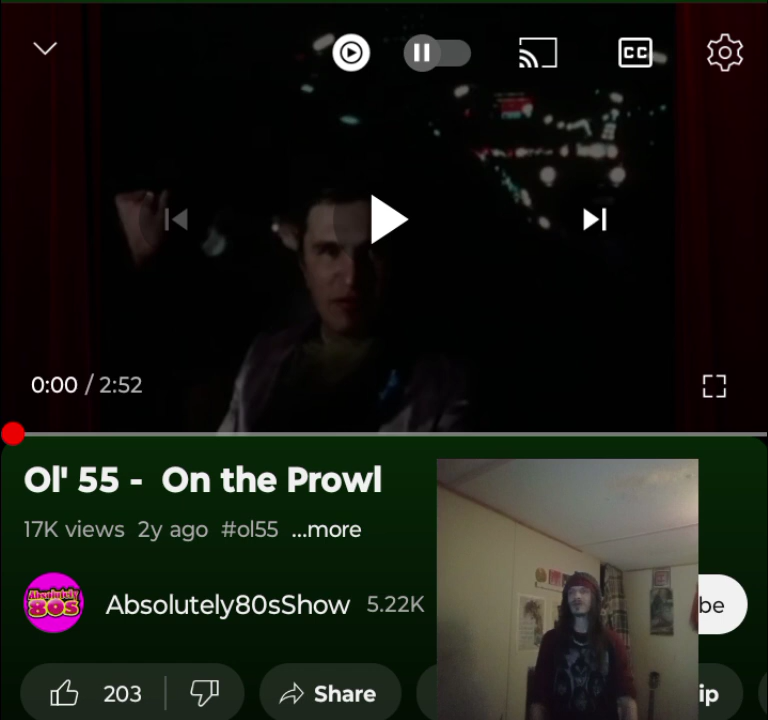 CC
0:00 / 2:52
Ol' 55 - On the Prowl
17K views 2y ago #ol55 ...more
Absolutely 80s
Absolutely80sShow 5.22K
be
203
Share
ip